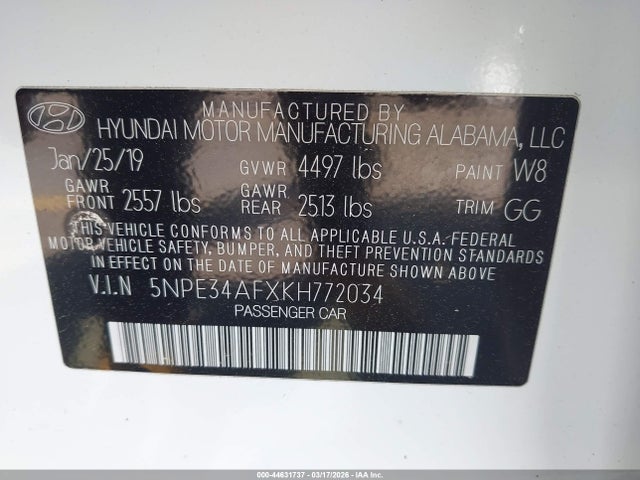 MANUFACTURED BY
HYUNDAI MOTOR MANUFACTURING ALABAMA, LLC
Jan/25/19 GVWR 4497 lbs PAINT W8
GAWR FRONT 2557 lbs GAWR REAR 2513 lbs TRIM GG
THIS VEHICLE CONFORMS TO ALL APPLICABLE U.S.A. FEDERAL
MOTOR VEHICLE SAFETY, BUMPER, AND THEFT PREVENTION STANDARDS
IN EFFECT ON THE DATE OF MANUFACTURE SHOWN ABOVE
V.I.N 5NPE34AFXKH772034
PASSENGER CAR
000-44631737 - 03/17/2026 - IAA Inc.